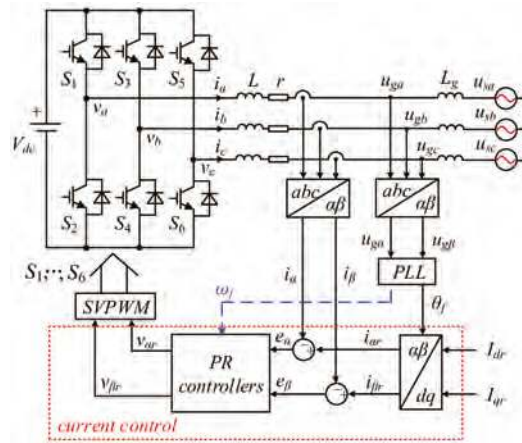 S1 S3 S5
ia L r uga Lg usa
va
+
Vdc
ib ugb usb
vb
ic ugc usc
vc
S2 S4 S6
abc
αβ
abc
αβ
ugα ugβ
S1,···, S6
iα iβ
PLL
SVPWM
ωf
θf
vαr
eα
iαr
αβ
Idr
PR
controllers
vβr
eβ
iβr
dq
Iqr
current control